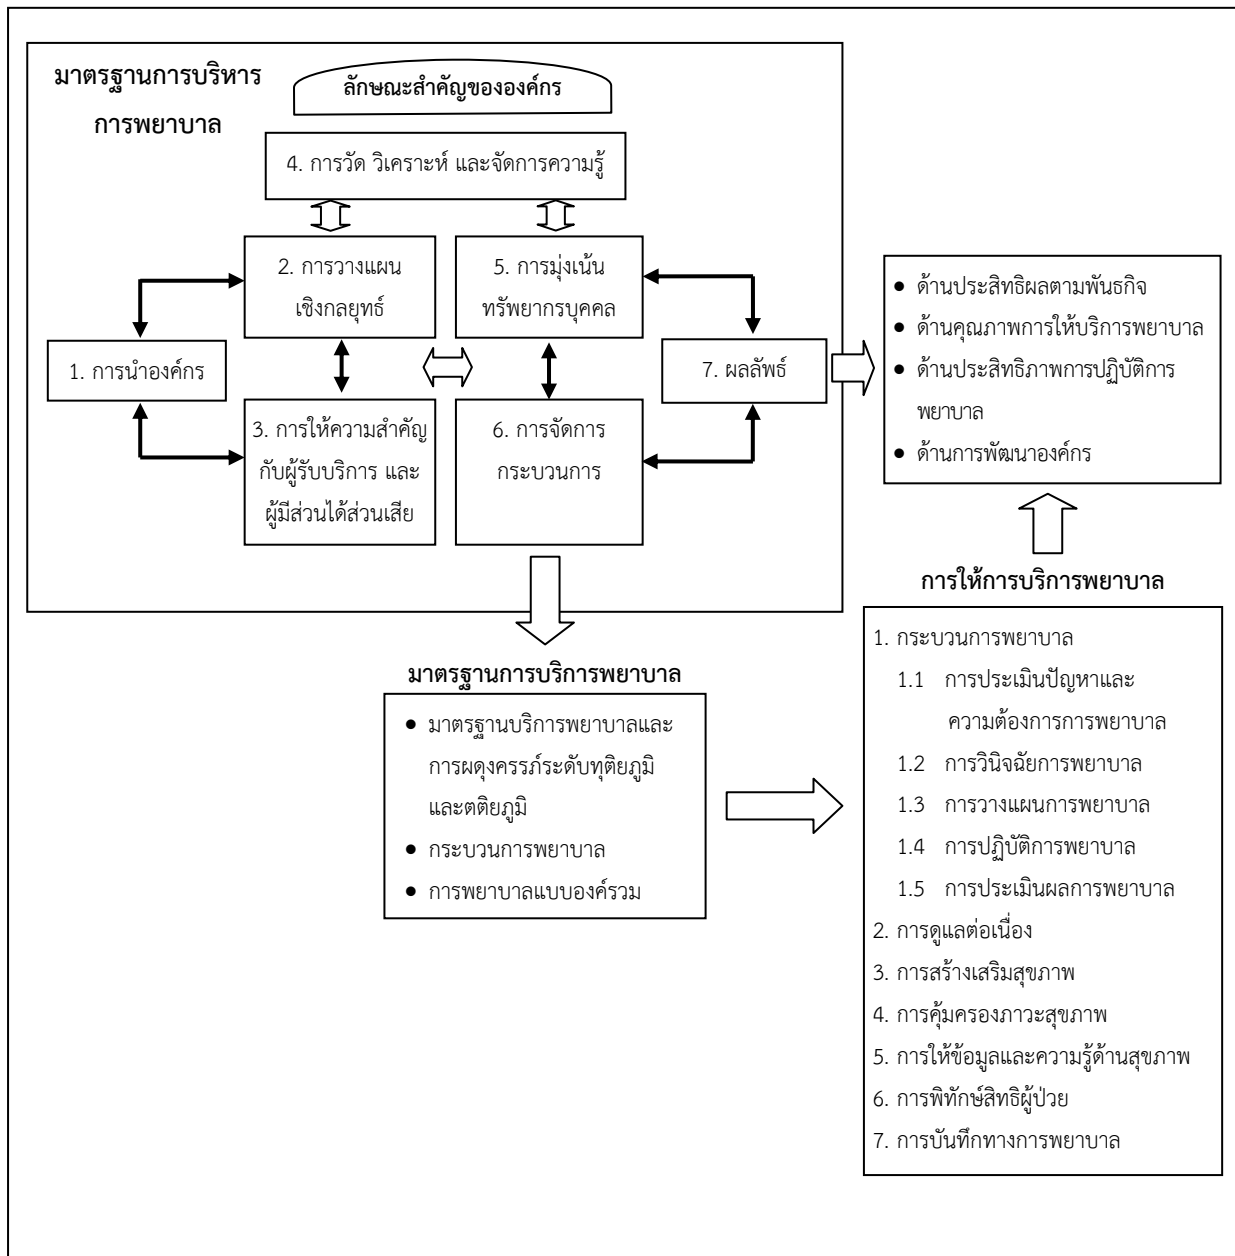 มาตรฐานการบริหาร
การพยาบาล
ลักษณะสำคัญขององค์กร
4. การวัด วิเคราะห์ และจัดการความรู้
2. การวางแผน
เชิงกลยุทธ์
5. การมุ่งเน้น
ทรัพยากรบุคคล
1. การนำองค์กร
7. ผลลัพธ์
3. การให้ความสำคัญ
กับผู้รับบริการ และ
ผู้มีส่วนได้ส่วนเสีย
6. การจัดการ
กระบวนการ
● ด้านประสิทธิผลตามพันธกิจ
● ด้านคุณภาพการให้บริการพยาบาล
● ด้านประสิทธิภาพการปฏิบัติการ
พยาบาล
● ด้านการพัฒนาองค์กร
มาตรฐานการบริการพยาบาล
● มาตรฐานบริการพยาบาลและ
การผดุงครรภ์ระดับทุติยภูมิ
และตติยภูมิ
● กระบวนการพยาบาล
● การพยาบาลแบบองค์รวม
การให้การบริการพยาบาล
1. กระบวนการพยาบาล
1.1 การประเมินปัญหาและ
ความต้องการการพยาบาล
1.2 การวินิจฉัยการพยาบาล
1.3 การวางแผนการพยาบาล
1.4 การปฏิบัติการพยาบาล
1.5 การประเมินผลการพยาบาล
2. การดูแลต่อเนื่อง
3. การสร้างเสริมสุขภาพ
4. การคุ้มครองภาวะสุขภาพ
5. การให้ข้อมูลและความรู้ด้านสุขภาพ
6. การพิทักษ์สิทธิผู้ป่วย
7. การบันทึกทางการพยาบาล